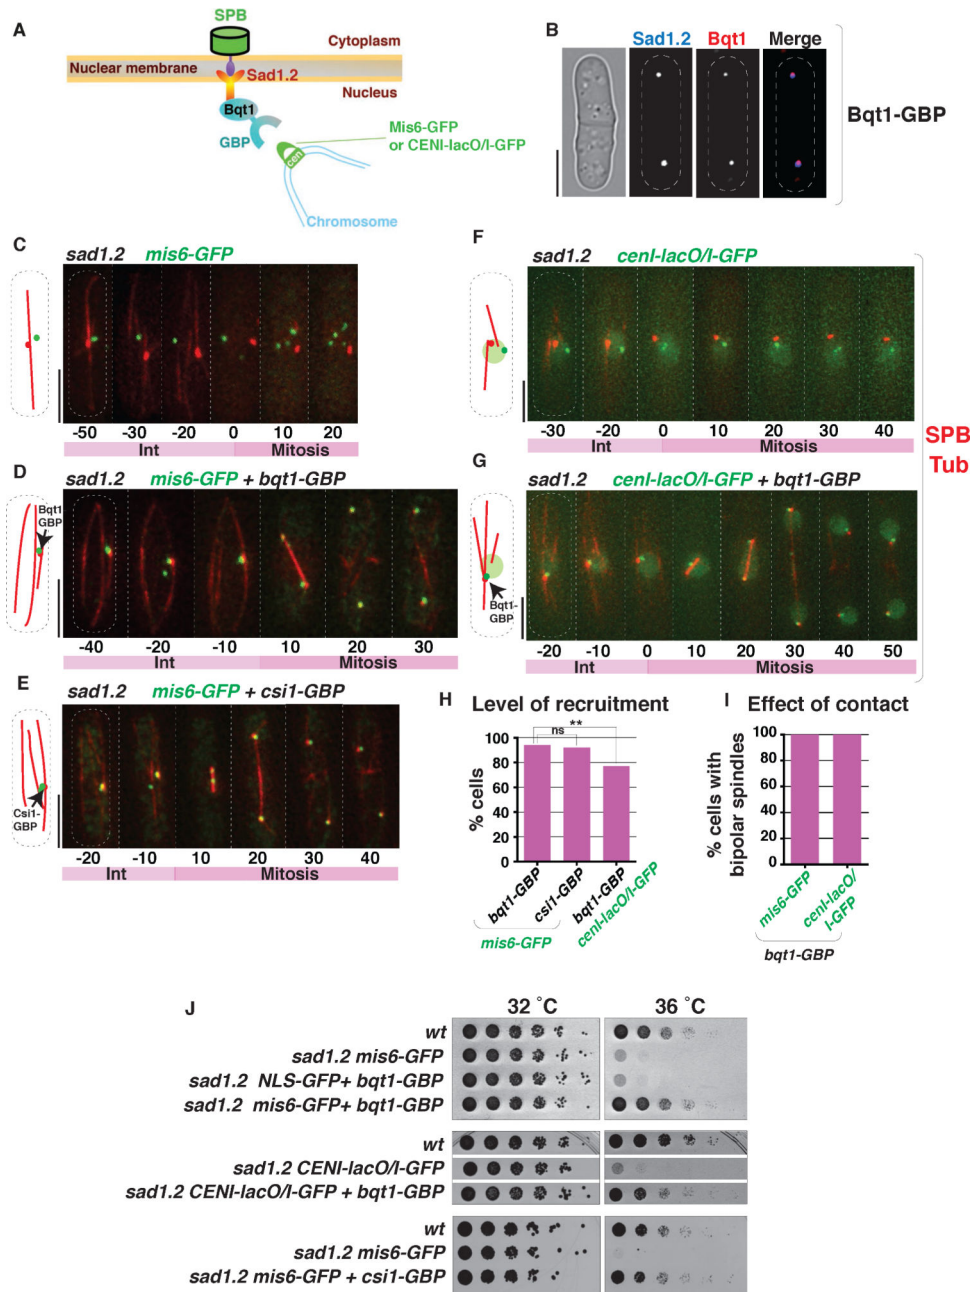 A
SPB
Cytoplasm
Nuclear membrane
Sad1.2
Nucleus
Bqt1
GBP
cen
Mis6-GFP
or CENI-lacO/I-GFP
Chromosome
B
Sad1.2 Bqt1 Merge
Bqt1-GBP
C
sad1.2 mis6-GFP
-50 -30 -20 0 10 20
Int Mitosis
D
sad1.2 mis6-GFP + bqt1-GBP
Bqt1
GBP
-40 -20 -10 10 20 30
Int Mitosis
E
sad1.2 mis6-GFP + csi1-GBP
Csi1-
GBP
-20 -10 10 20 30 40
Int Mitosis
F
sad1.2 cenI-lacO/I-GFP
-30 -20 0 10 20 30 40
Int Mitosis
G
sad1.2 cenI-lacO/I-GFP + bqt1-GBP
Bqt1-
GBP
-20 -10 0 10 20 30 40 50
Int Mitosis
SPB
Tub
H Level of recruitment
**
ns
% cells
100
80
60
40
20
0
bqt1-GBP
csi1-GBP
bqt1-GBP
cenI-lacO/I-GFP
mis6-GFP
I Effect of contact
% cells with
bipolar spindles
100
80
60
40
20
0
mis6-GFP
cenI-lacO/
I-GFP
bqt1-GBP
J
32 °C 36 °C
wt
sad1.2 mis6-GFP
sad1.2 NLS-GFP+ bqt1-GBP
sad1.2 mis6-GFP+ bqt1-GBP
wt
sad1.2 CENI-lacO/I-GFP
sad1.2 CENI-lacO/I-GFP + bqt1-GBP
wt
sad1.2 mis6-GFP
sad1.2 mis6-GFP + csi1-GBP